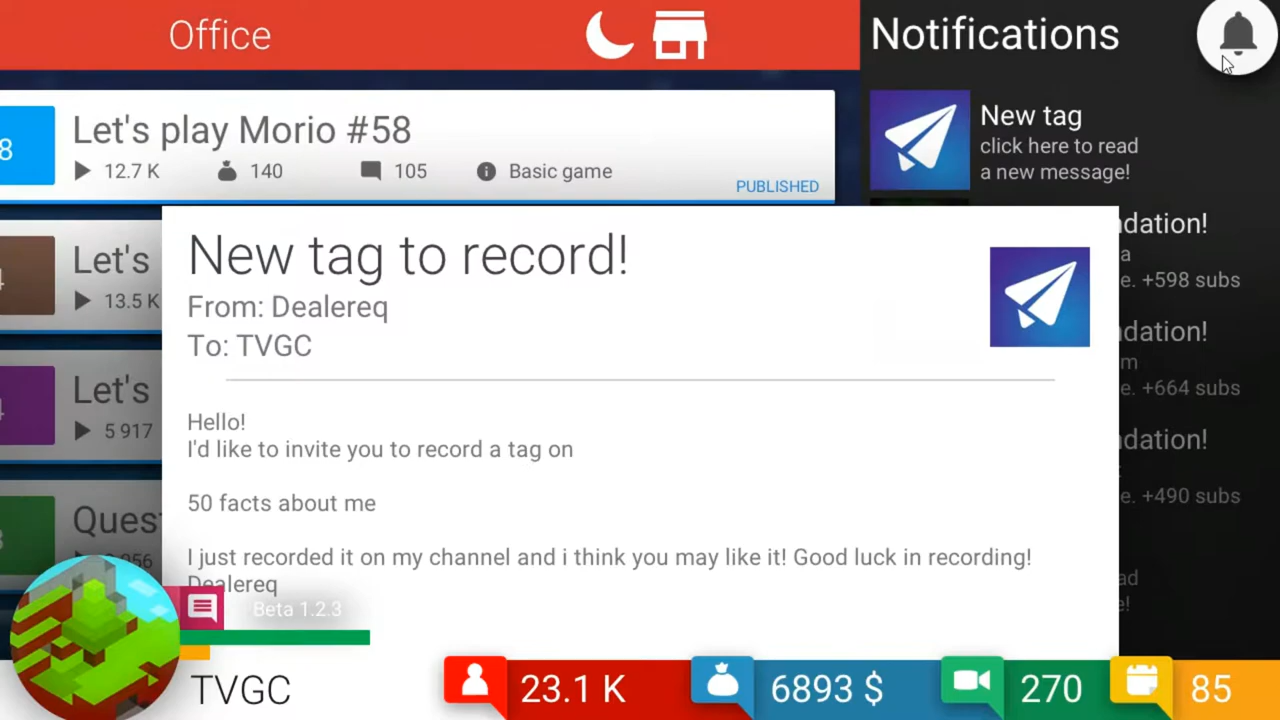 Office
Notifications
8
Let's play Morio #58
12.7 K 140 105 Basic game
PUBLISHED
New tag
click here to read
a new message!
Let's
13.5 K
Let's
5 917
New tag to record!
From: Dealereq
To: TVGC
Hello!
I'd like to invite you to record a tag on
50 facts about me
I just recorded it on my channel and i think you may like it! Good luck in recording!
Dealereq
dation!
e. +598 subs
dation!
e. +664 subs
dation!
e. +490 subs
Beta 1.2.3
TVGC
23.1 K
6893 $
270
85